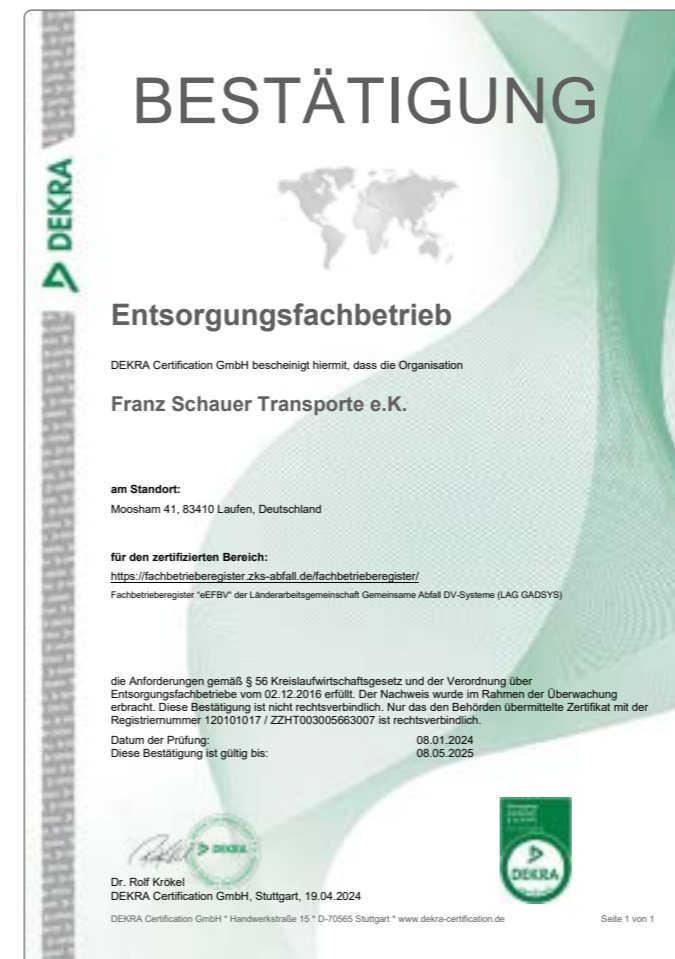 DEKRA
BESTÄTIGUNG
Entsorgungsfachbetrieb
DEKRA Certification GmbH bescheinigt hiermit, dass die Organisation
Franz Schauer Transporte e.K.
am Standort:
Moosham 41, 83410 Laufen, Deutschland
für den zertifizierten Bereich:
https://fachbetrieberegister.zks-abfall.de/fachbetrieberegister/
Fachbetrieberegister "eEFBV" der Länderarbeitsgemeinschaft Gemeinsame Abfall DV-Systeme (LAG GADSYS)
die Anforderungen gemäß § 56 Kreislaufwirtschaftsgesetz und der Verordnung über
Entsorgungsfachbetriebe vom 02.12.2016 erfüllt. Der Nachweis wurde im Rahmen der Überwachung
erbracht. Diese Bestätigung ist nicht rechtsverbindlich. Nur das den Behörden übermittelte Zertifikat mit der
Registriernummer 120101017 / ZZHT003005663007 ist rechtsverbindlich.
Datum der Prüfung: 08.01.2024
Diese Bestätigung ist gültig bis: 08.05.2025
DEKRA
DEKRA
Dr. Rolf Krökel
DEKRA Certification GmbH, Stuttgart, 19.04.2024
DEKRA Certification GmbH * Handwerkstraße 15 * D-70565 Stuttgart * www.dekra-certification.de Seite 1 von 1